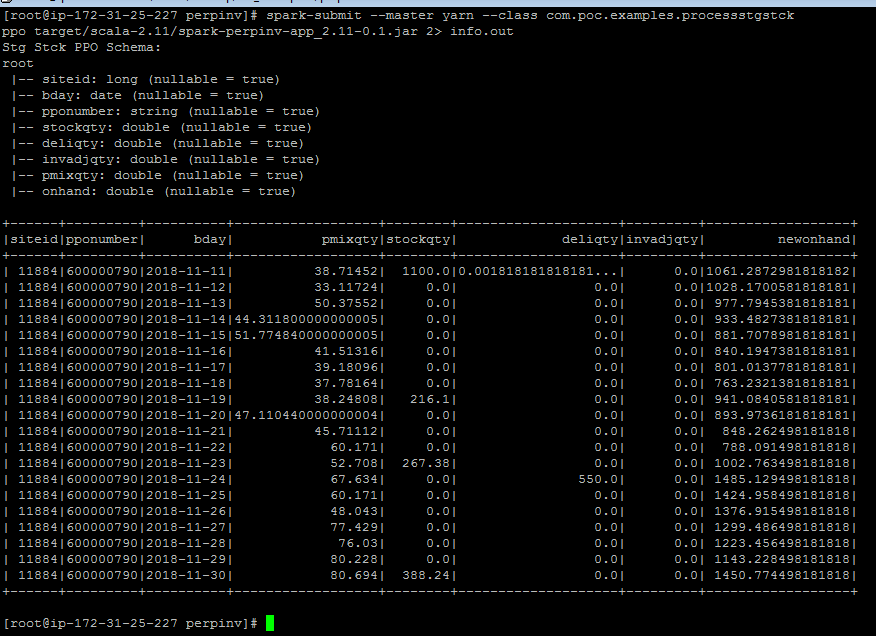 [root@ip-172-31-25-227 perpinv]# spark-submit --master yarn --class com.poc.examples.processstgstck
ppo target/scala-2.11/spark-perpinv-app_2.11-0.1.jar 2> info.out
Stg Stck PPO Schema:
root
 |-- siteid: long (nullable = true)
 |-- bday: date (nullable = true)
 |-- pponumber: string (nullable = true)
 |-- stockqty: double (nullable = true)
 |-- deliqty: double (nullable = true)
 |-- invadjqty: double (nullable = true)
 |-- pmixqty: double (nullable = true)
 |-- onhand: double (nullable = true)
+------+---------+----------+------------------+--------+--------------------+---------+------------------+
|siteid|pponumber|      bday|           pmixqty|stockqty|             deliqty|invadjqty|         newonhand|
+------+---------+----------+------------------+--------+--------------------+---------+------------------+
| 11884|600000790|2018-11-11|          38.71452|  1100.0|0.001818181818181...|      0.0|1061.2872981818182|
| 11884|600000790|2018-11-12|          33.11724|     0.0|                 0.0|      0.0|1028.1700581818181|
| 11884|600000790|2018-11-13|          50.37552|     0.0|                 0.0|      0.0| 977.7945381818181|
| 11884|600000790|2018-11-14|44.311800000000005|     0.0|                 0.0|      0.0| 933.4827381818181|
| 11884|600000790|2018-11-15|51.774840000000005|     0.0|                 0.0|      0.0| 881.7078981818181|
| 11884|600000790|2018-11-16|          41.51316|     0.0|                 0.0|      0.0| 840.1947381818181|
| 11884|600000790|2018-11-17|          39.18096|     0.0|                 0.0|      0.0| 801.0137781818181|
| 11884|600000790|2018-11-18|          37.78164|     0.0|                 0.0|      0.0| 763.2321381818181|
| 11884|600000790|2018-11-19|          38.24808|   216.1|                 0.0|      0.0| 941.0840581818181|
| 11884|600000790|2018-11-20|47.110440000000004|     0.0|                 0.0|      0.0| 893.9736181818181|
| 11884|600000790|2018-11-21|          45.71112|     0.0|                 0.0|      0.0|  848.262498181818|
| 11884|600000790|2018-11-22|            60.171|     0.0|                 0.0|      0.0|  788.091498181818|
| 11884|600000790|2018-11-23|            52.708|  267.38|                 0.0|      0.0| 1002.763498181818|
| 11884|600000790|2018-11-24|            67.634|     0.0|               550.0|      0.0| 1485.129498181818|
| 11884|600000790|2018-11-25|            60.171|     0.0|                 0.0|      0.0| 1424.958498181818|
| 11884|600000790|2018-11-26|            48.043|     0.0|                 0.0|      0.0| 1376.915498181818|
| 11884|600000790|2018-11-27|            77.429|     0.0|                 0.0|      0.0| 1299.486498181818|
| 11884|600000790|2018-11-28|             76.03|     0.0|                 0.0|      0.0| 1223.456498181818|
| 11884|600000790|2018-11-29|            80.228|     0.0|                 0.0|      0.0| 1143.228498181818|
| 11884|600000790|2018-11-30|            80.694|  388.24|                 0.0|      0.0| 1450.774498181818|
+------+---------+----------+------------------+--------+--------------------+---------+------------------+
[root@ip-172-31-25-227 perpinv]#